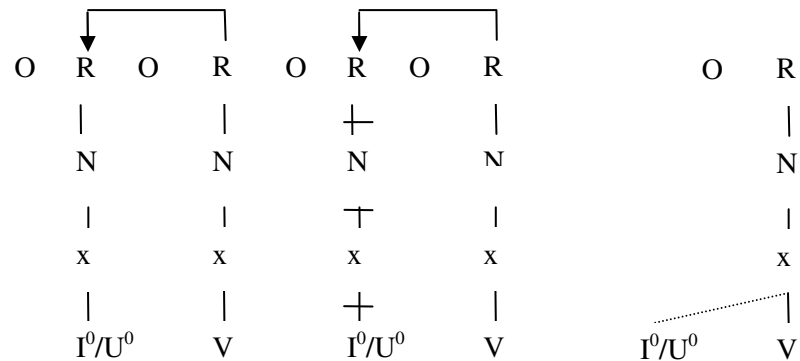 O R O R O R O R O R
N N N N N
x x x x x
I⁰/U⁰ V I⁰/U⁰ V I⁰/U⁰ V